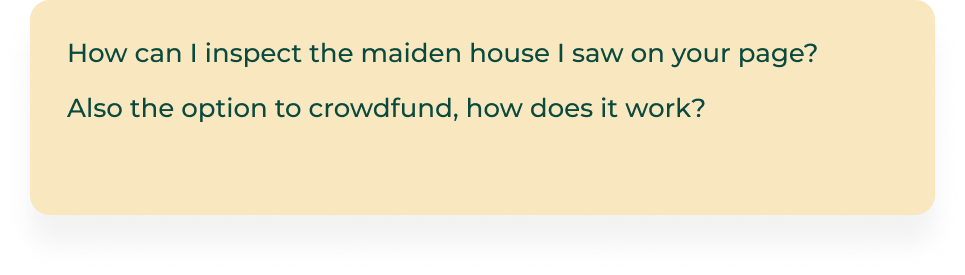 How can I inspect the maiden house I saw on your page?
Also the option to crowdfund, how does it work?